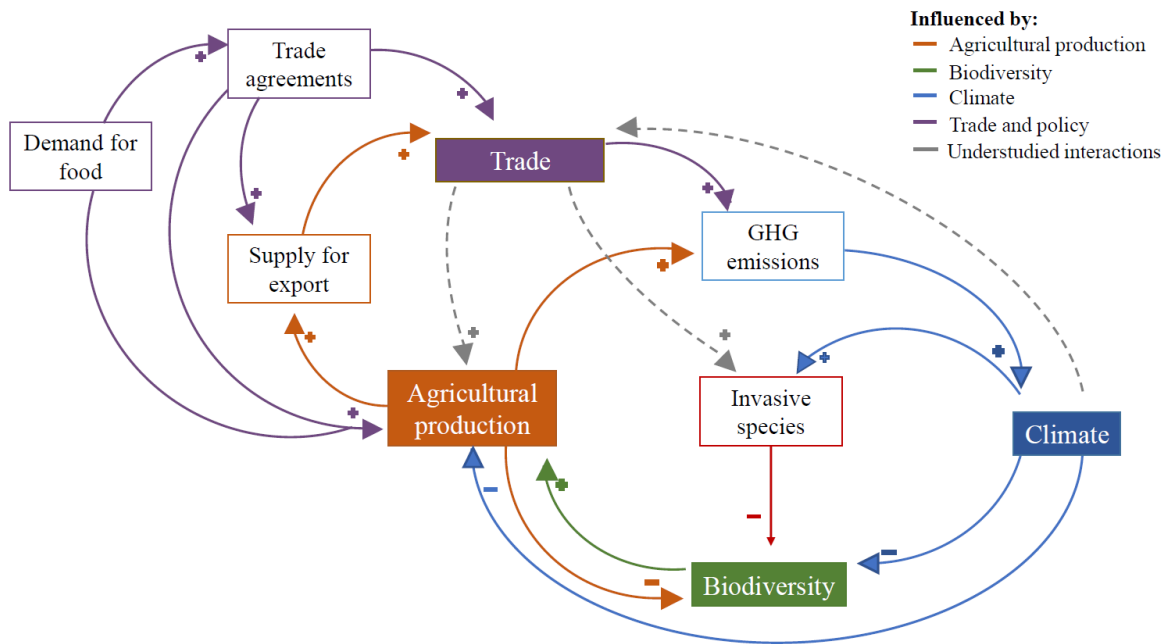 Influenced by:
Agricultural production
Biodiversity
Climate
Trade and policy
Understudied interactions
Trade
agreements
+
+
Demand for
food
Trade
+
+
+
Supply for
export
GHG
emissions
+
+
+
+
+
+
Agricultural
production
+
Invasive
species
Climate
−
+
−
−
−
Biodiversity